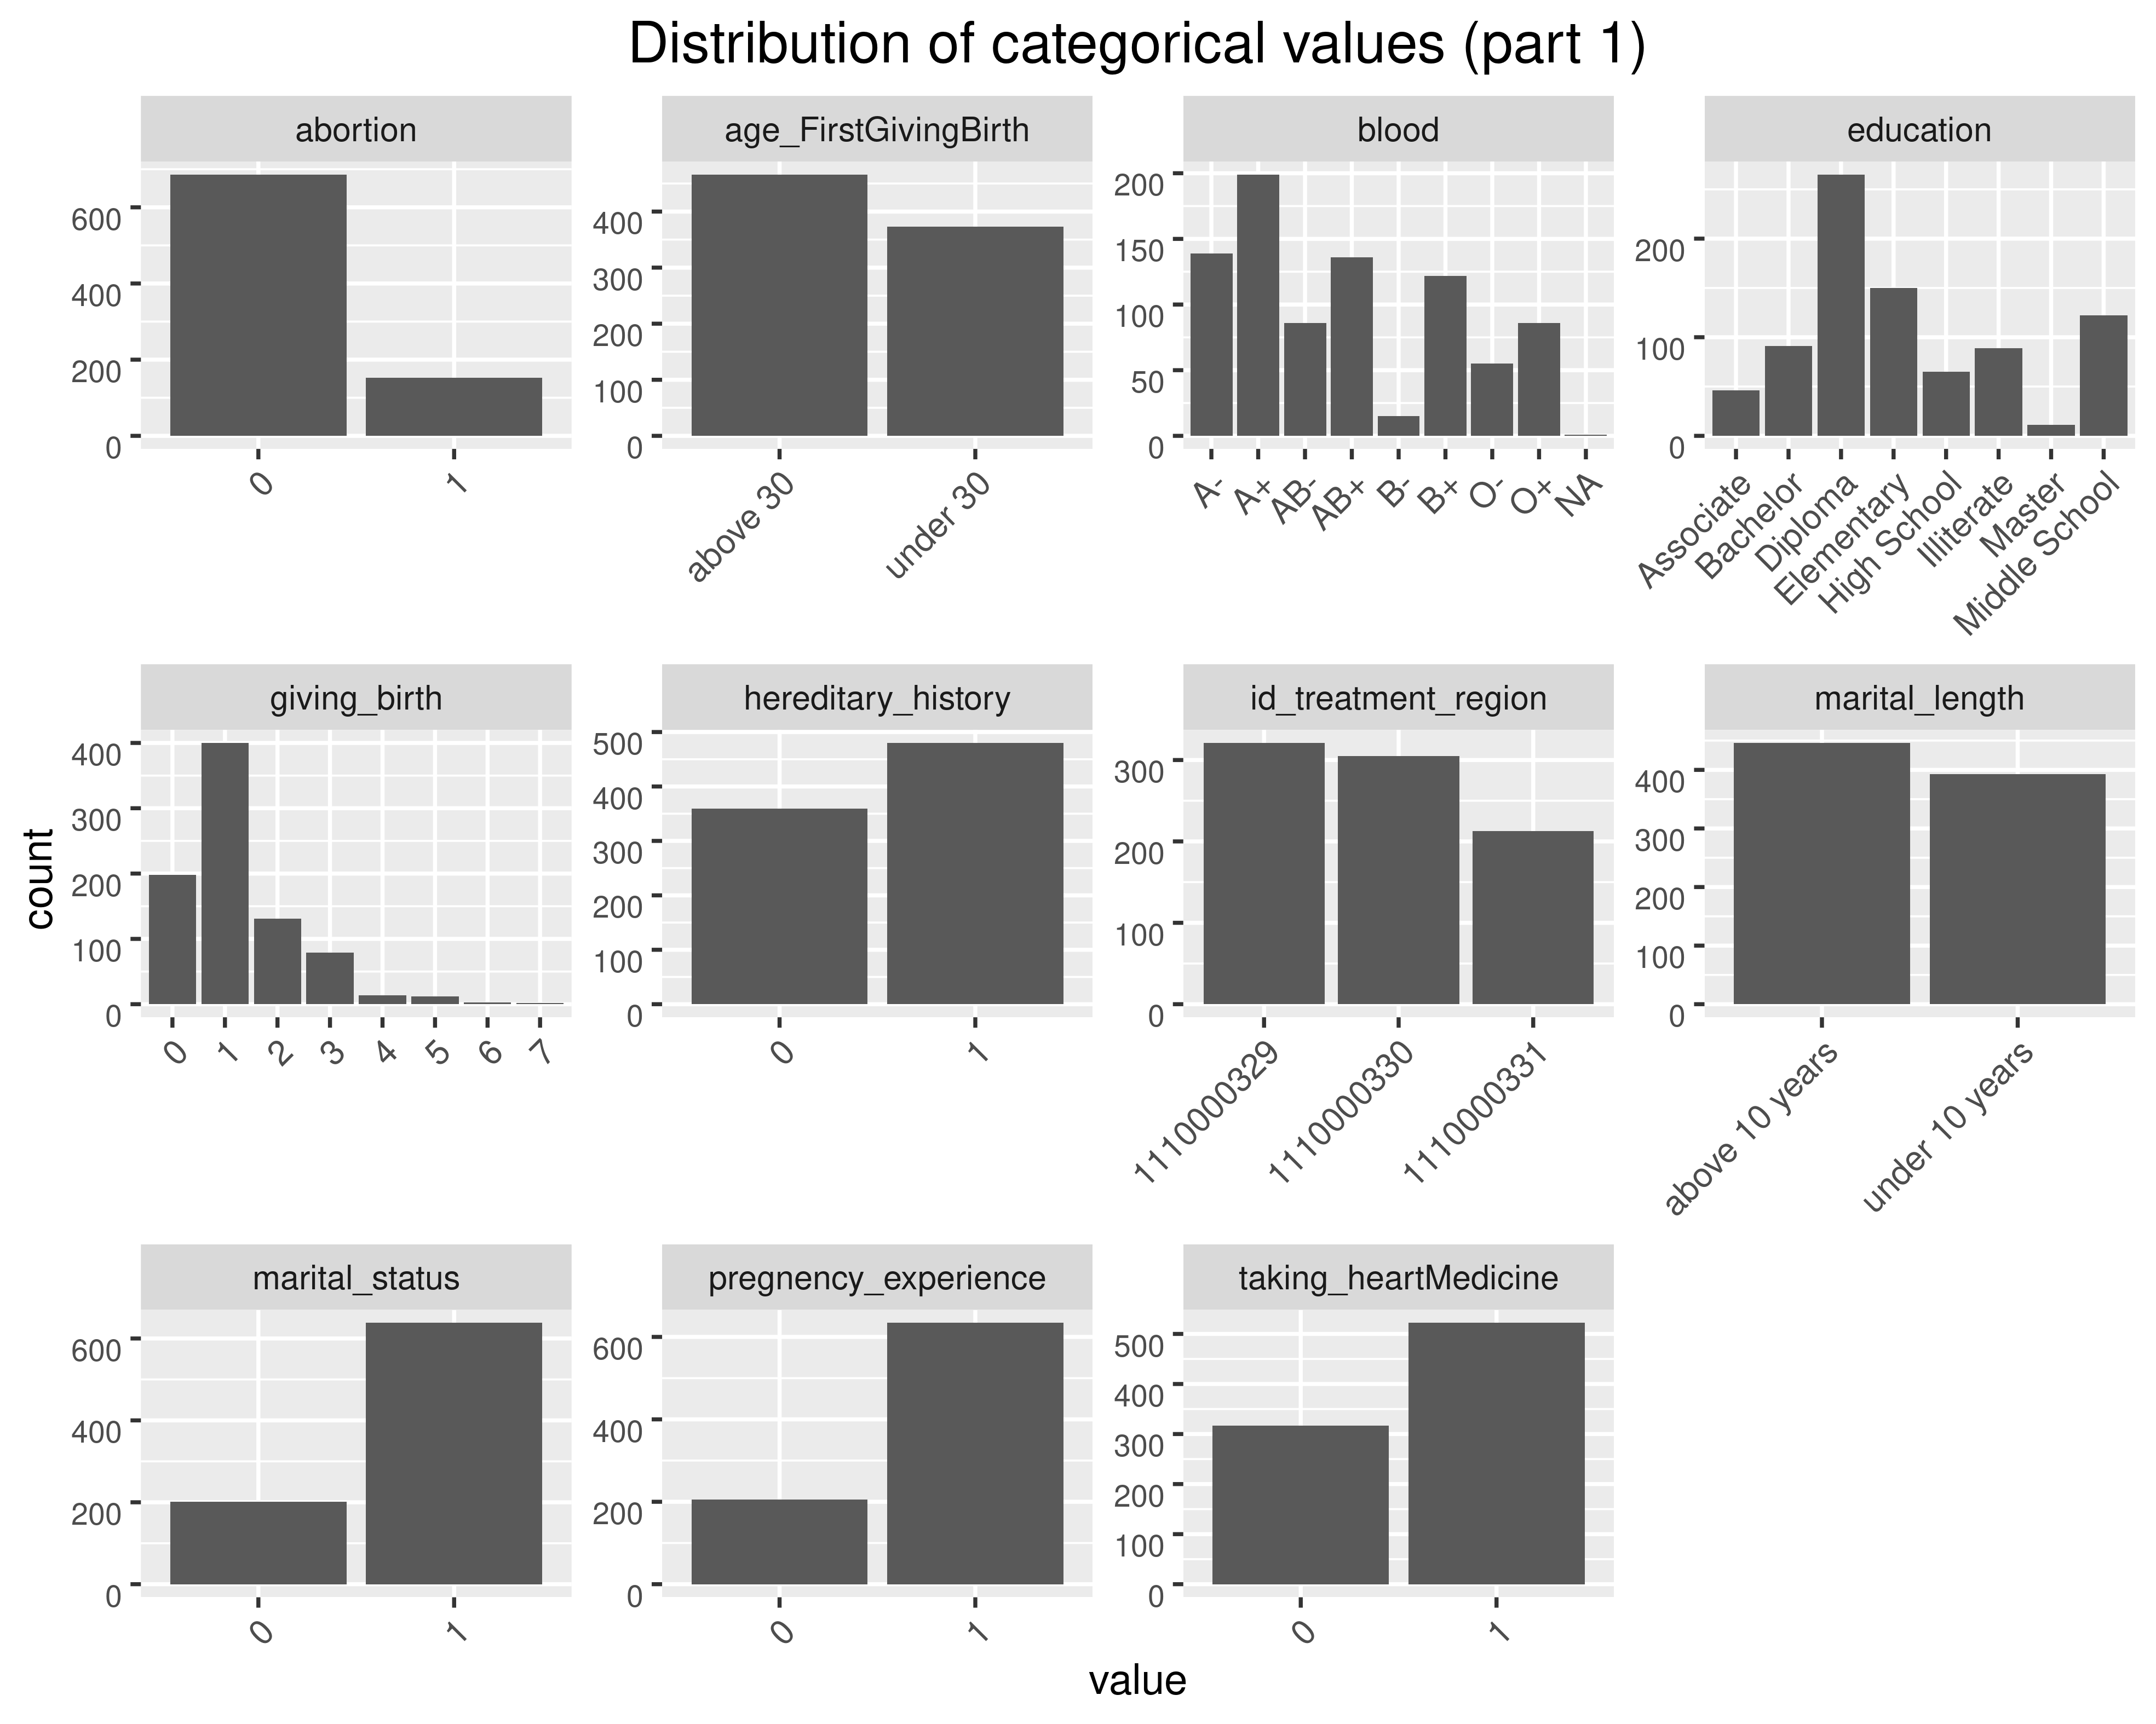 Distribution of categorical values (part 1)
abortion
600
400
200
0
0
1
age_FirstGivingBirth
400
300
200
100
0
above 30
under 30
blood
200
150
100
50
0
A-
A+
AB-
AB+
B-
B+
O-
O+
NA
education
200
100
0
Associate
Bachelor
Diploma
Elementary
High School
Illiterate
Master
Middle School
count
giving_birth
400
300
200
100
0
0
1
2
3
4
5
6
7
hereditary_history
500
400
300
200
100
0
0
1
id_treatment_region
300
200
100
0
1110000329
1110000330
1110000331
marital_length
400
300
200
100
0
above 10 years
under 10 years
marital_status
600
400
200
0
0
1
pregnency_experience
600
400
200
0
0
1
taking_heartMedicine
500
400
300
200
100
0
0
1
value